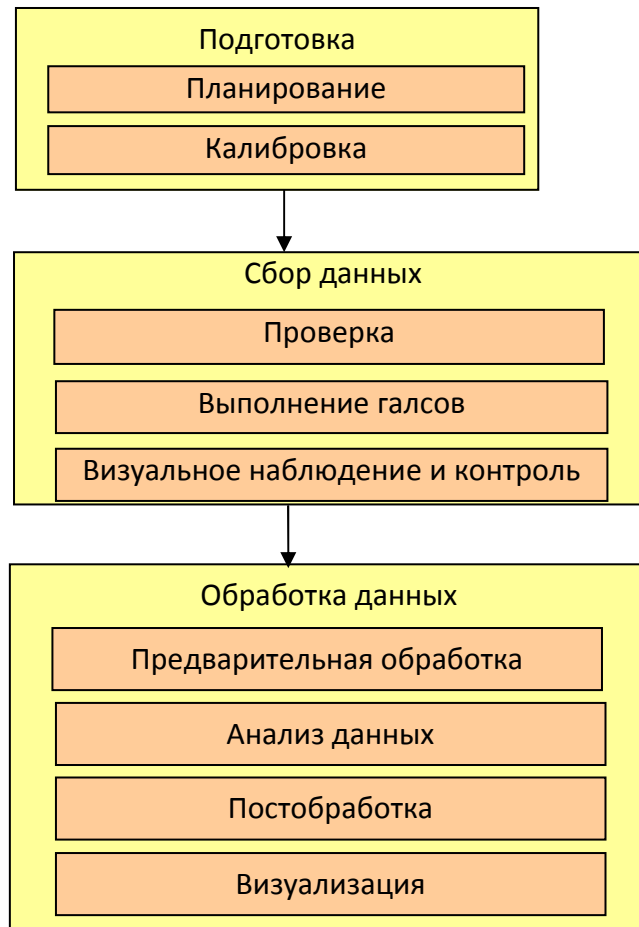 Подготовка
Планирование
Калибровка
Сбор данных
Проверка
Выполнение галсов
Визуальное наблюдение и контроль
Обработка данных
Предварительная обработка
Анализ данных
Постобработка
Визуализация